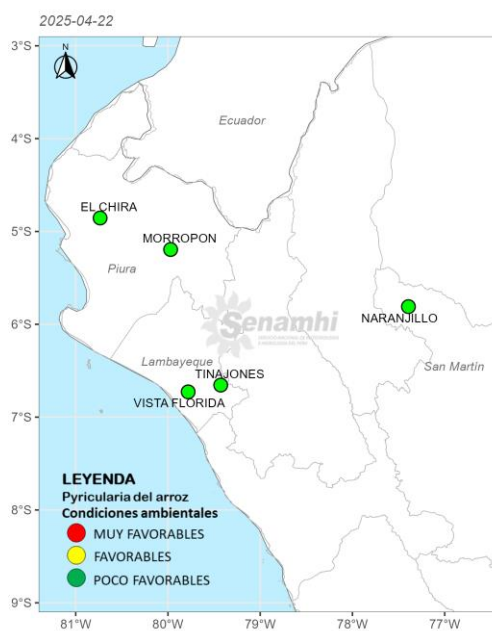 2025-04-22
3°S
N
Ecuador
4°S
EL CHIRA
5°S
MORROPON
Piura
NARANJILLO
6°S
Senamhi
Lambayeque
San Martín
TINAJONES
VISTA FLORIDA
7°S
LEYENDA
Pyricularia del arroz
Condiciones ambientales
8°S
MUY FAVORABLES
FAVORABLES
POCO FAVORABLES
9°S
81°W 80°W 79°W 78°W 77°W